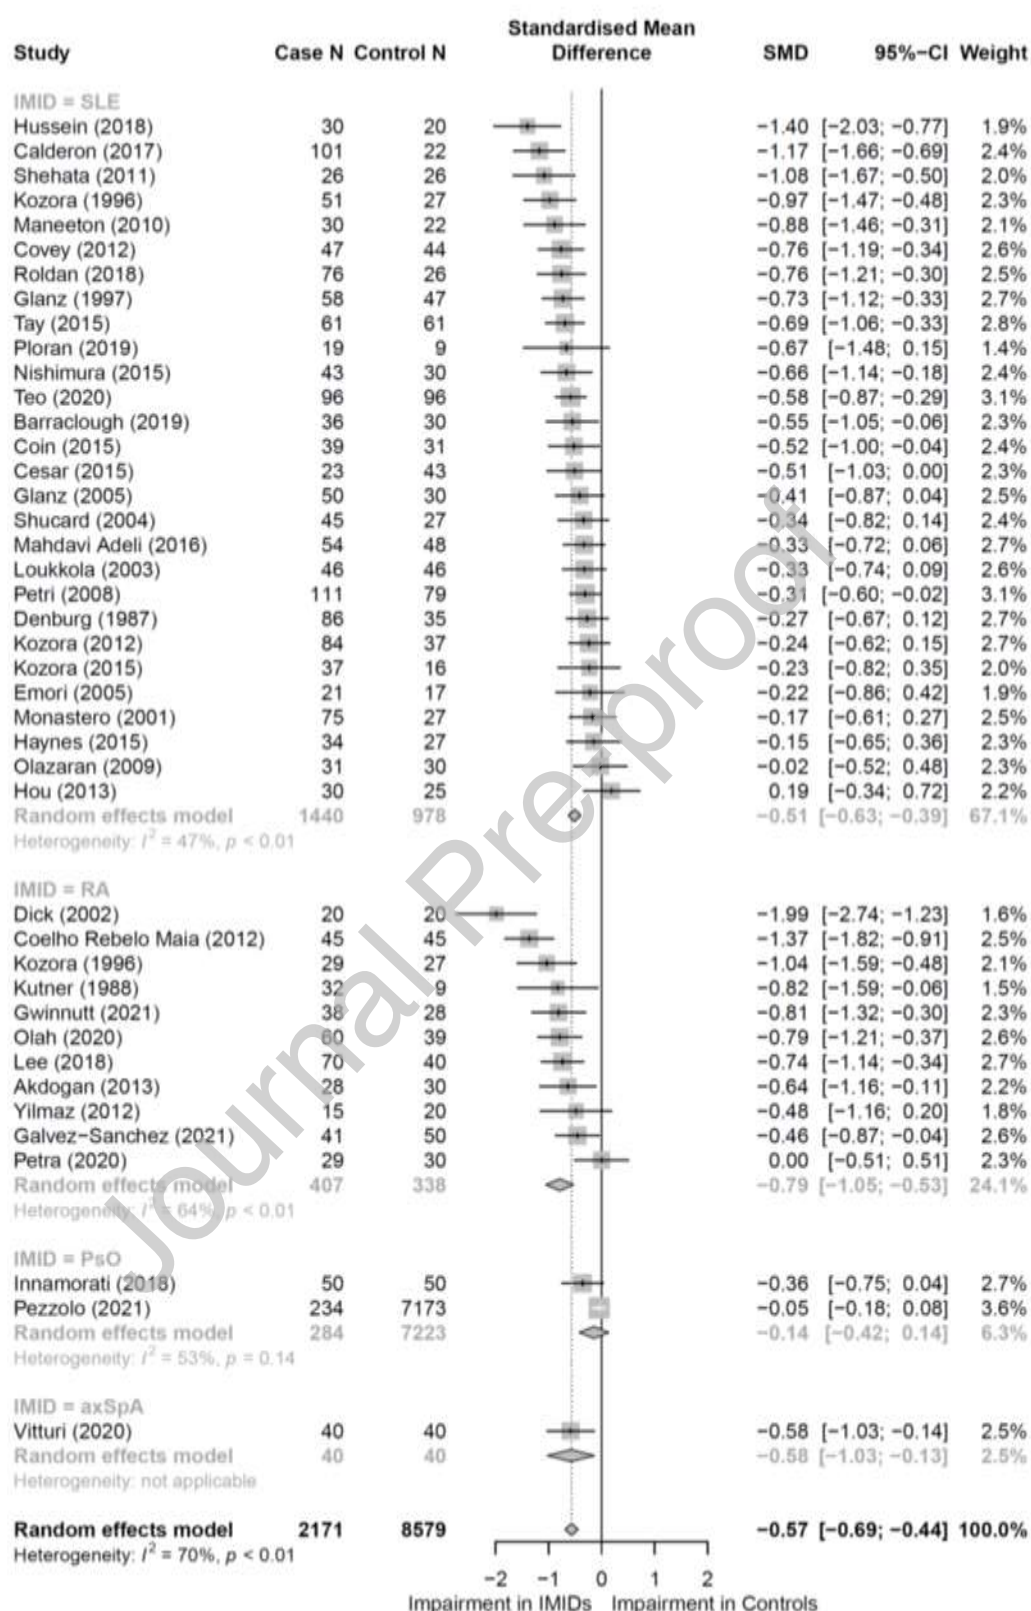 Standardised Mean
Study Case N Control N Difference SMD 95%−CI Weight
IMID = SLE
Hussein (2018) 30 20 −1.40 [−2.03; −0.77] 1.9%
Calderon (2017) 101 22 −1.17 [−1.66; −0.69] 2.4%
Shehata (2011) 26 26 −1.08 [−1.67; −0.50] 2.0%
Kozora (1996) 51 27 −0.97 [−1.47; −0.48] 2.3%
Maneeton (2010) 30 22 −0.88 [−1.46; −0.31] 2.1%
Covey (2012) 47 44 −0.76 [−1.19; −0.34] 2.6%
Roldan (2018) 76 26 −0.76 [−1.21; −0.30] 2.5%
Glanz (1997) 58 47 −0.73 [−1.12; −0.33] 2.7%
Tay (2015) 61 61 −0.69 [−1.06; −0.33] 2.8%
Ploran (2019) 19 9 −0.67 [−1.48; 0.15] 1.4%
Nishimura (2015) 43 30 −0.66 [−1.14; −0.18] 2.4%
Teo (2020) 96 96 −0.58 [−0.87; −0.29] 3.1%
Barraclough (2019) 36 30 −0.55 [−1.05; −0.06] 2.3%
Coin (2015) 39 31 −0.52 [−1.00; −0.04] 2.4%
Cesar (2015) 23 43 −0.51 [−1.03; 0.00] 2.3%
Glanz (2005) 50 30 −0.41 [−0.87; 0.04] 2.5%
Shucard (2004) 45 27 −0.34 [−0.82; 0.14] 2.4%
Mahdavi Adeli (2016) 54 48 −0.33 [−0.72; 0.06] 2.7%
Loukkola (2003) 46 46 −0.33 [−0.74; 0.09] 2.6%
Petri (2008) 111 79 −0.31 [−0.60; −0.02] 3.1%
Denburg (1987) 86 35 −0.27 [−0.67; 0.12] 2.7%
Kozora (2012) 84 37 −0.24 [−0.62; 0.15] 2.7%
Kozora (2015) 37 16 −0.23 [−0.82; 0.35] 2.0%
Emori (2005) 21 17 −0.22 [−0.86; 0.42] 1.9%
Monastero (2001) 75 27 −0.17 [−0.61; 0.27] 2.5%
Haynes (2015) 34 27 −0.15 [−0.65; 0.36] 2.3%
Olazaran (2009) 31 30 −0.02 [−0.52; 0.48] 2.3%
Hou (2013) 30 25 0.19 [−0.34; 0.72] 2.2%
Random effects model 1440 978 −0.51 [−0.63; −0.39] 67.1%
Heterogeneity: I² = 47%, p < 0.01
IMID = RA
Dick (2002) 20 20 −1.99 [−2.74; −1.23] 1.6%
Coelho Rebelo Maia (2012) 45 45 −1.37 [−1.82; −0.91] 2.5%
Kozora (1996) 29 27 −1.04 [−1.59; −0.48] 2.1%
Kutner (1988) 32 9 −0.82 [−1.59; −0.06] 1.5%
Gwinnutt (2021) 38 28 −0.81 [−1.32; −0.30] 2.3%
Olah (2020) 60 39 −0.79 [−1.21; −0.37] 2.6%
Lee (2018) 70 40 −0.74 [−1.14; −0.34] 2.7%
Akdogan (2013) 28 30 −0.64 [−1.16; −0.11] 2.2%
Yilmaz (2012) 15 20 −0.48 [−1.16; 0.20] 1.8%
Galvez−Sanchez (2021) 41 50 −0.46 [−0.87; −0.04] 2.6%
Petra (2020) 29 30 0.00 [−0.51; 0.51] 2.3%
Random effects model 407 338 −0.79 [−1.05; −0.53] 24.1%
Heterogeneity: I² = 64%, p < 0.01
IMID = PsO
Innamorati (2018) 50 50 −0.36 [−0.75; 0.04] 2.7%
Pezzolo (2021) 234 7173 −0.05 [−0.18; 0.08] 3.6%
Random effects model 284 7223 −0.14 [−0.42; 0.14] 6.3%
Heterogeneity: I² = 53%, p = 0.14
IMID = axSpA
Vitturi (2020) 40 40 −0.58 [−1.03; −0.14] 2.5%
Random effects model 40 40 −0.58 [−1.03; −0.13] 2.5%
Heterogeneity: not applicable
Random effects model 2171 8579 −0.57 [−0.69; −0.44] 100.0%
Heterogeneity: I² = 70%, p < 0.01
−2 −1 0 1 2
Impairment in IMIDs Impairment in Controls
Journal Pre-proof